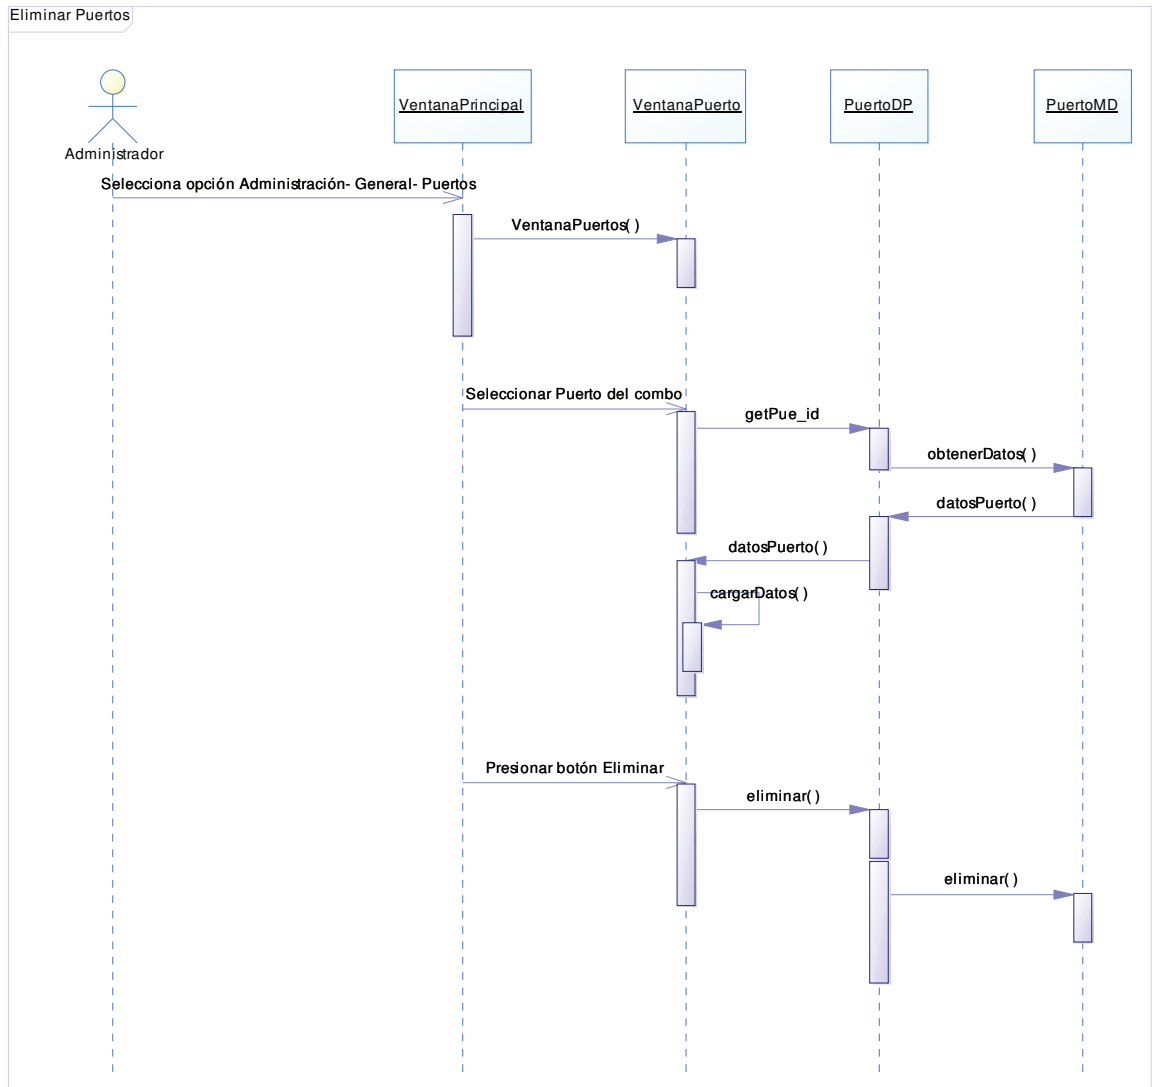 Eliminar Puertos
VentanaPrincipal
VentanaPuerto
PuertoDP
PuertoMD
Administrador
Selecciona opción Administración- General- Puertos
VentanaPuertos( )
Seleccionar Puerto del combo
getPue_id
obtenerDatos( )
datosPuerto( )
datosPuerto( )
cargarDatos( )
Presionar botón Eliminar
eliminar( )
eliminar( )